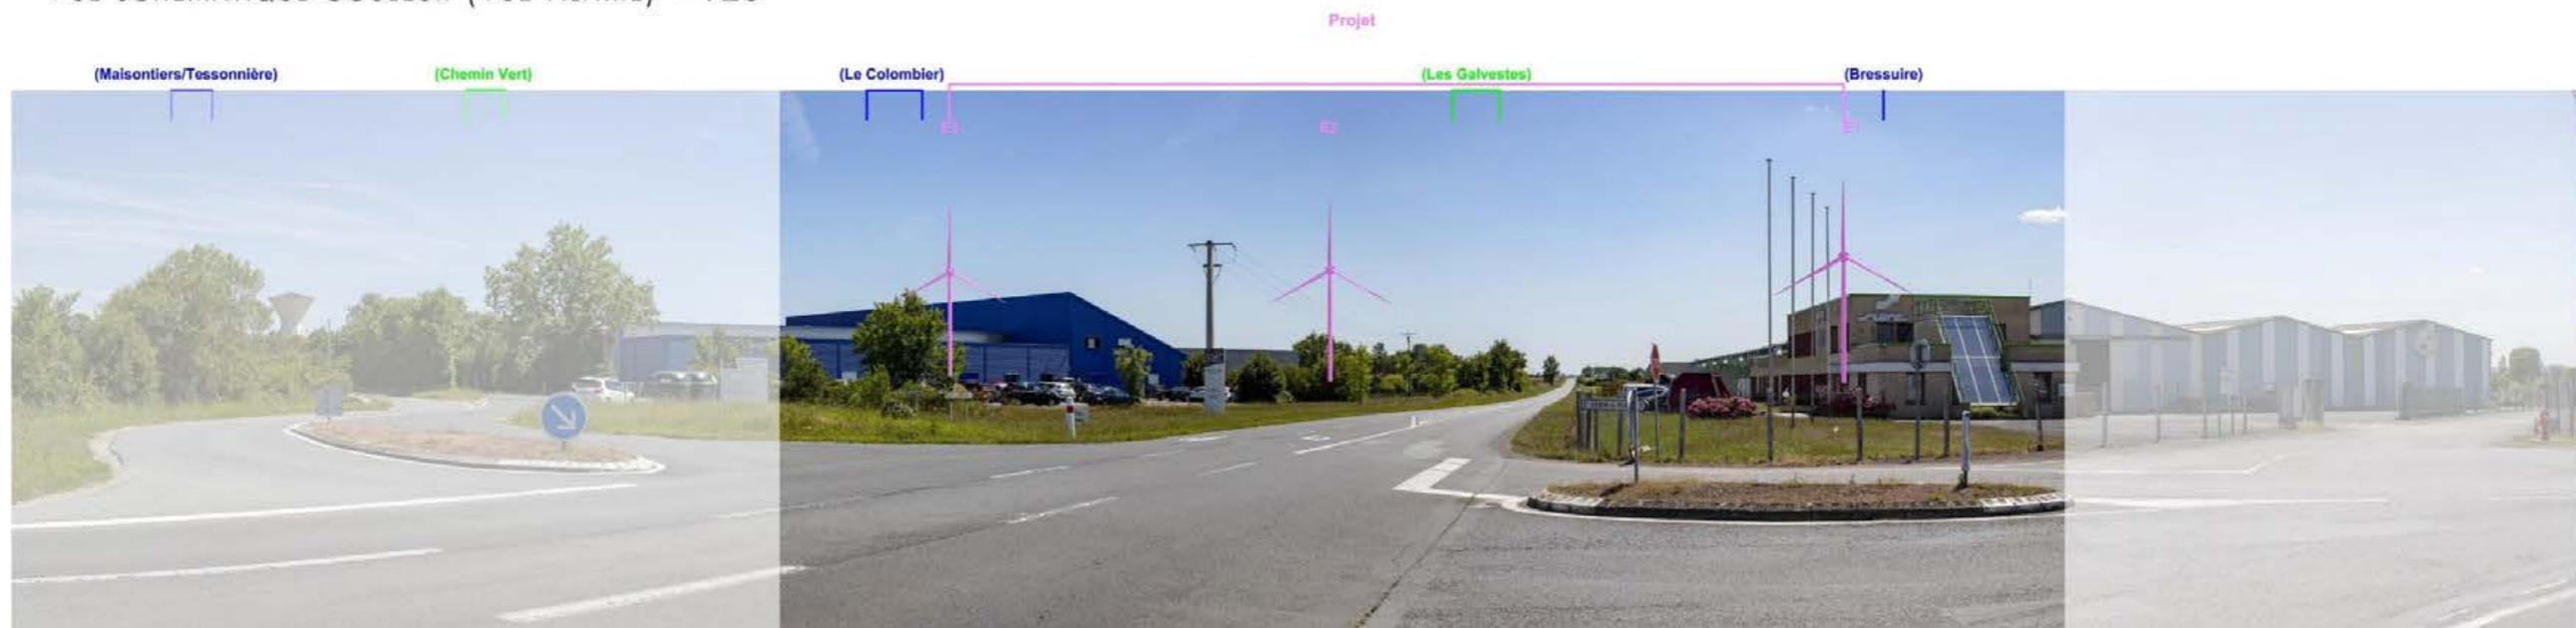 Projet
(Maisontiers/Tessonnière) (Chemin Vert) (Le Colombier) (Les Galvestes) (Bressuire)
E3 E2 E1